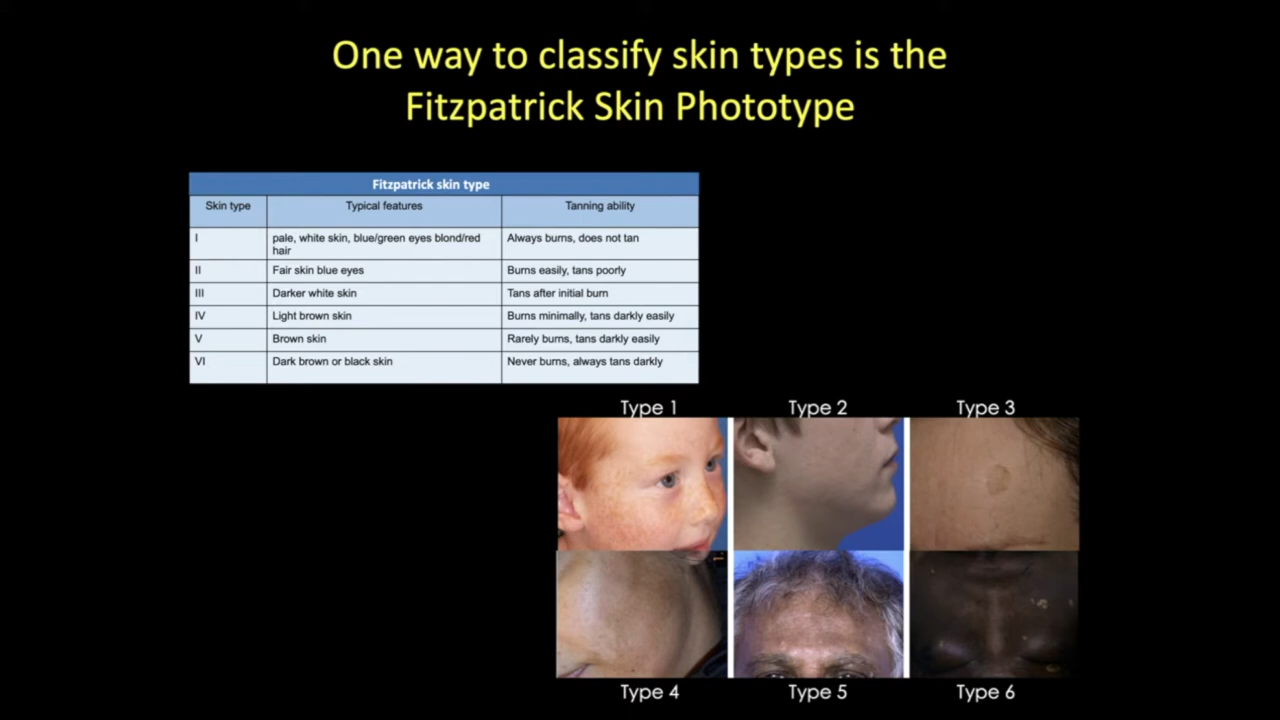 One way to classify skin types is the
Fitzpatrick Skin Phototype
Fitzpatrick skin type
Skin type Typical features Tanning ability
I pale, white skin, blue/green eyes blond/red Always burns, does not tan
hair
II Fair skin blue eyes Burns easily, tans poorly
III Darker white skin Tans after initial burn
IV Light brown skin Burns minimally, tans darkly easily
V Brown skin Rarely burns, tans darkly easily
VI Dark brown or black skin Never burns, always tans darkly
Type 1 Type 2 Type 3
Type 4 Type 5 Type 6